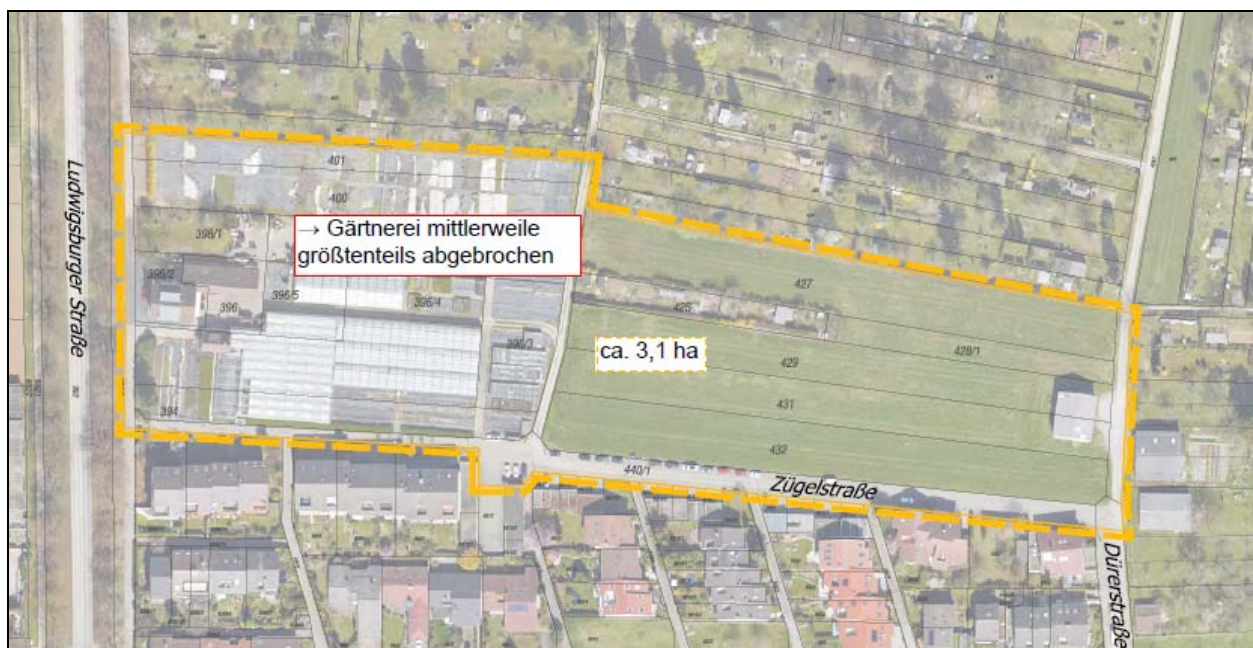 401
400
398/1
→ Gärtnerei mittlerweile
größtenteils abgebrochen
396/2
396
396/5
396/4
396/3
394
427
425
428/1
ca. 3,1 ha
429
431
432
440/1
Zügelstraße
Ludwigsburger Straße
Dürerstraße